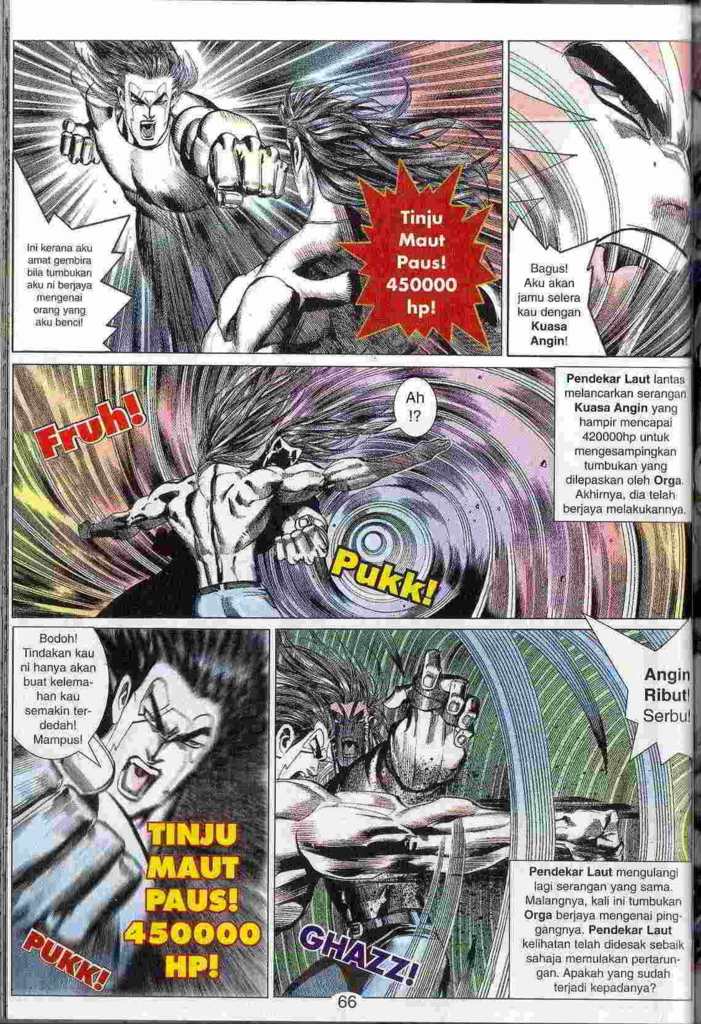 Ini kerana aku
amat gembira
bila tumbukan
aku ni berjaya
mengenai
orang yang
aku benci!
Tinju
Maut
Paus!
450000
hp!
Bagus!
Aku akan
jamu selera
kau dengan
Kuasa
Angin!
Fruh!
Ah
!?
Pukk!
Pendekar Laut lantas
melancarkan serangan
Kuasa Angin yang
hampir mencapai
420000hp untuk
mengesampingkan
tumbukan yang
dilepaskan oleh Orga.
Akhirnya, dia telah
berjaya melakukannya.
Bodoh!
Tindakan kau
ni hanya akan
buat kelema-
han kau
semakin ter-
dedah!
Mampus!
TINJU
MAUT
PAUS!
450000
HP!
PUKK!
Angin
Ribut!
Serbu!
GHAZZ!
Pendekar Laut mengulangi
lagi serangan yang sama.
Malangnya, kali ini tumbukan
Orga berjaya mengenai ping-
gangnya. Pendekar Laut
kelihatan telah didesak sebaik
sahaja memulakan pertarun-
gan. Apakah yang sudah
terjadi kepadanya?
66